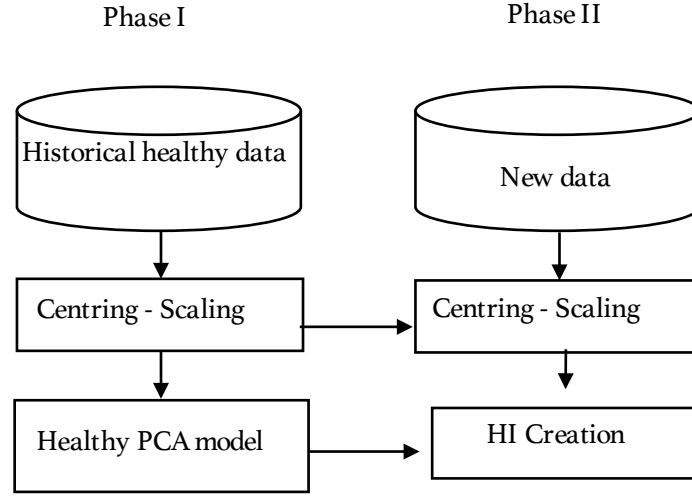 Phase I
Phase II
Historical healthy data
New data
Centring - Scaling
Centring - Scaling
Healthy PCA model
HI Creation